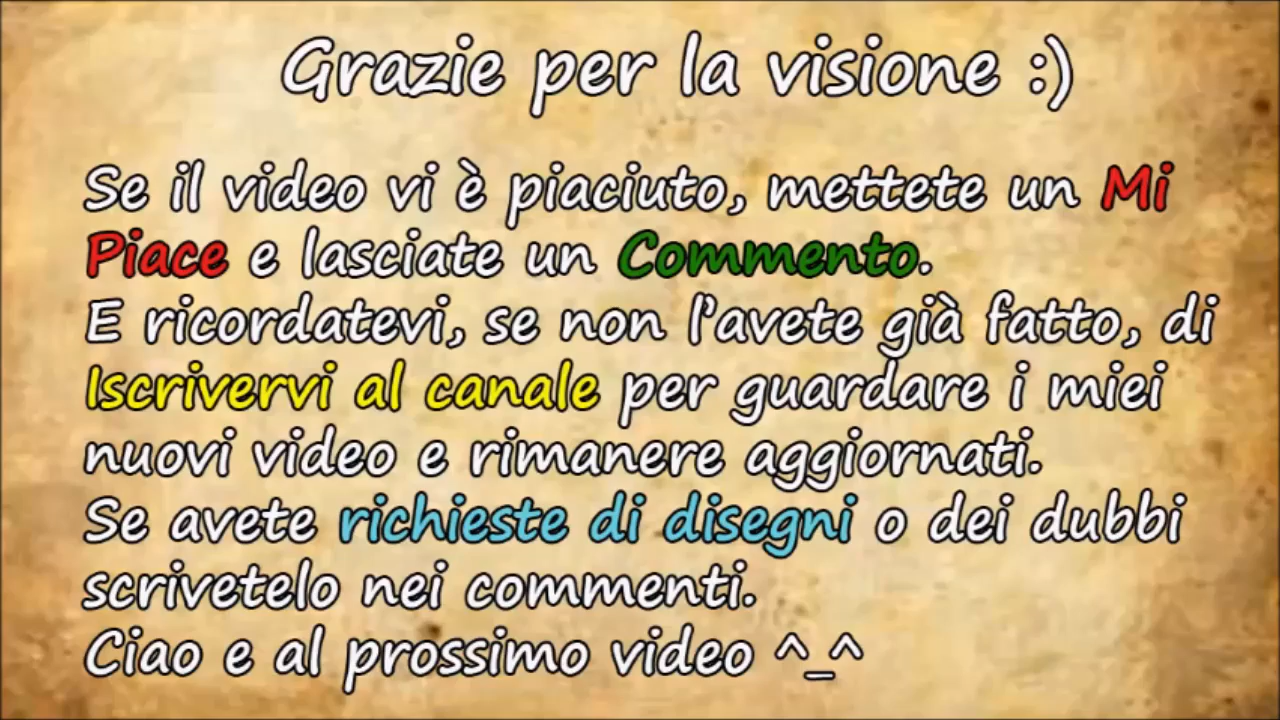 Grazie per la visione :)
Se il video vi è piaciuto, mettete un Mi
Piace e lasciate un Commento.
E ricordatevi, se non l'avete già fatto, di
Iscrivervi al canale per guardare i miei
nuovi video e rimanere aggiornati.
Se avete richieste di disegni o dei dubbi
scrivetelo nei commenti.
Ciao e al prossimo video ^_^